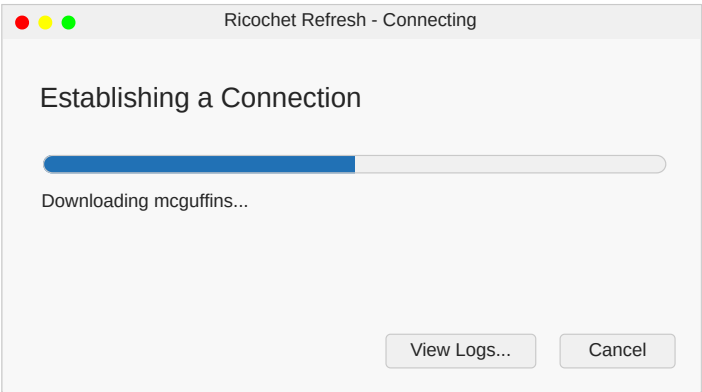 Ricochet Refresh - Connecting
Establishing a Connection
Downloading mcguffins...
View Logs... Cancel